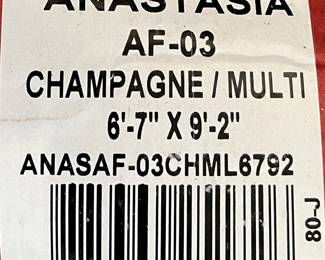 ANASTASIA
AF-03
CHAMPAGNE / MULTI
6'-7" X 9'-2"
ANASAF-03CHML6792
80-J